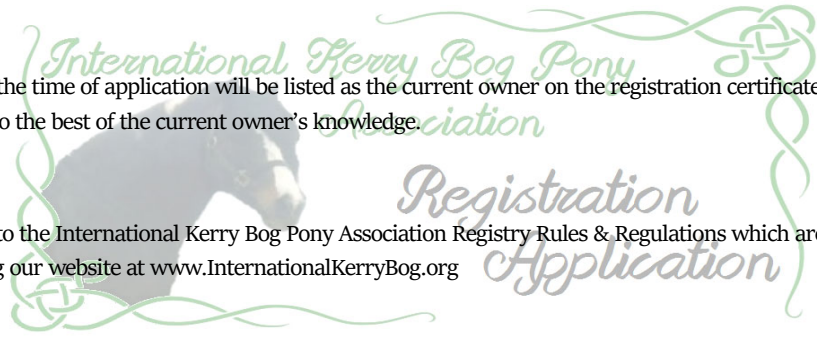 International Kerry Bog Pony
the time of application will be listed as the current owner on the registration certificate
o the best of the current owner’s knowledge.
Association
Registration
to the International Kerry Bog Pony Association Registry Rules & Regulations which are
g our website at www.InternationalKerryBog.org
Application